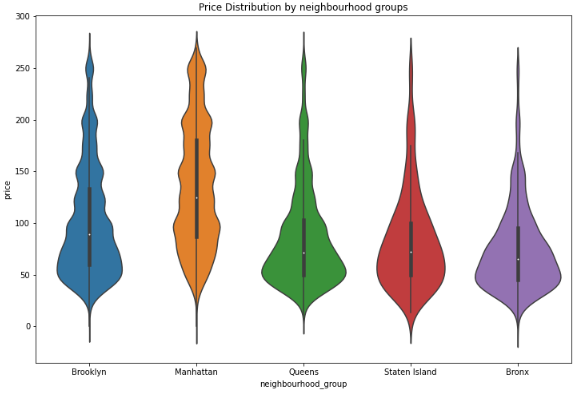 Price Distribution by neighbourhood groups
300
250
200
150
100
50
0
price
Brooklyn
Manhattan
Queens
Staten Island
Bronx
neighbourhood_group